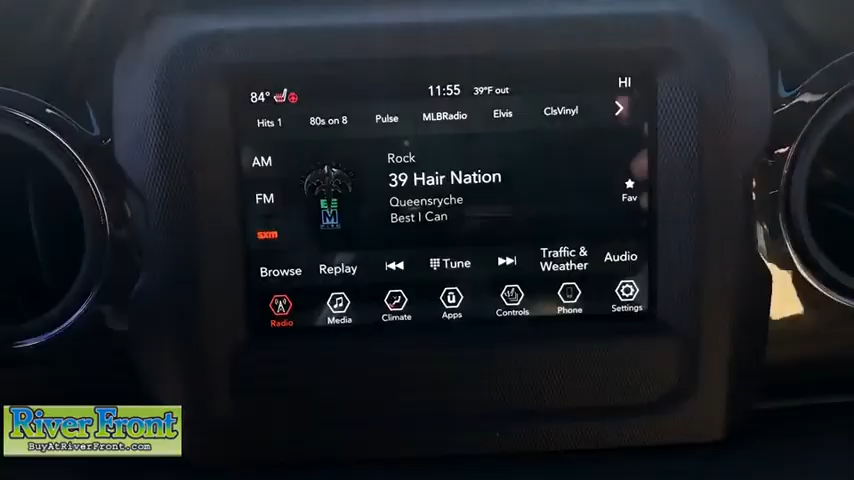 84° 11:55 39°F out HI
Hits 1 80s on 8 Pulse MLBRadio Elvis ClsVinyl
AM
FM
sxm
Rock
39 Hair Nation
Queensryche
Best I Can
Fav
EMPIRE
Browse Replay Tune Traffic & Weather Audio
Radio Media Climate Apps Controls Phone Settings
River Front
BuyAtRiverFront.com